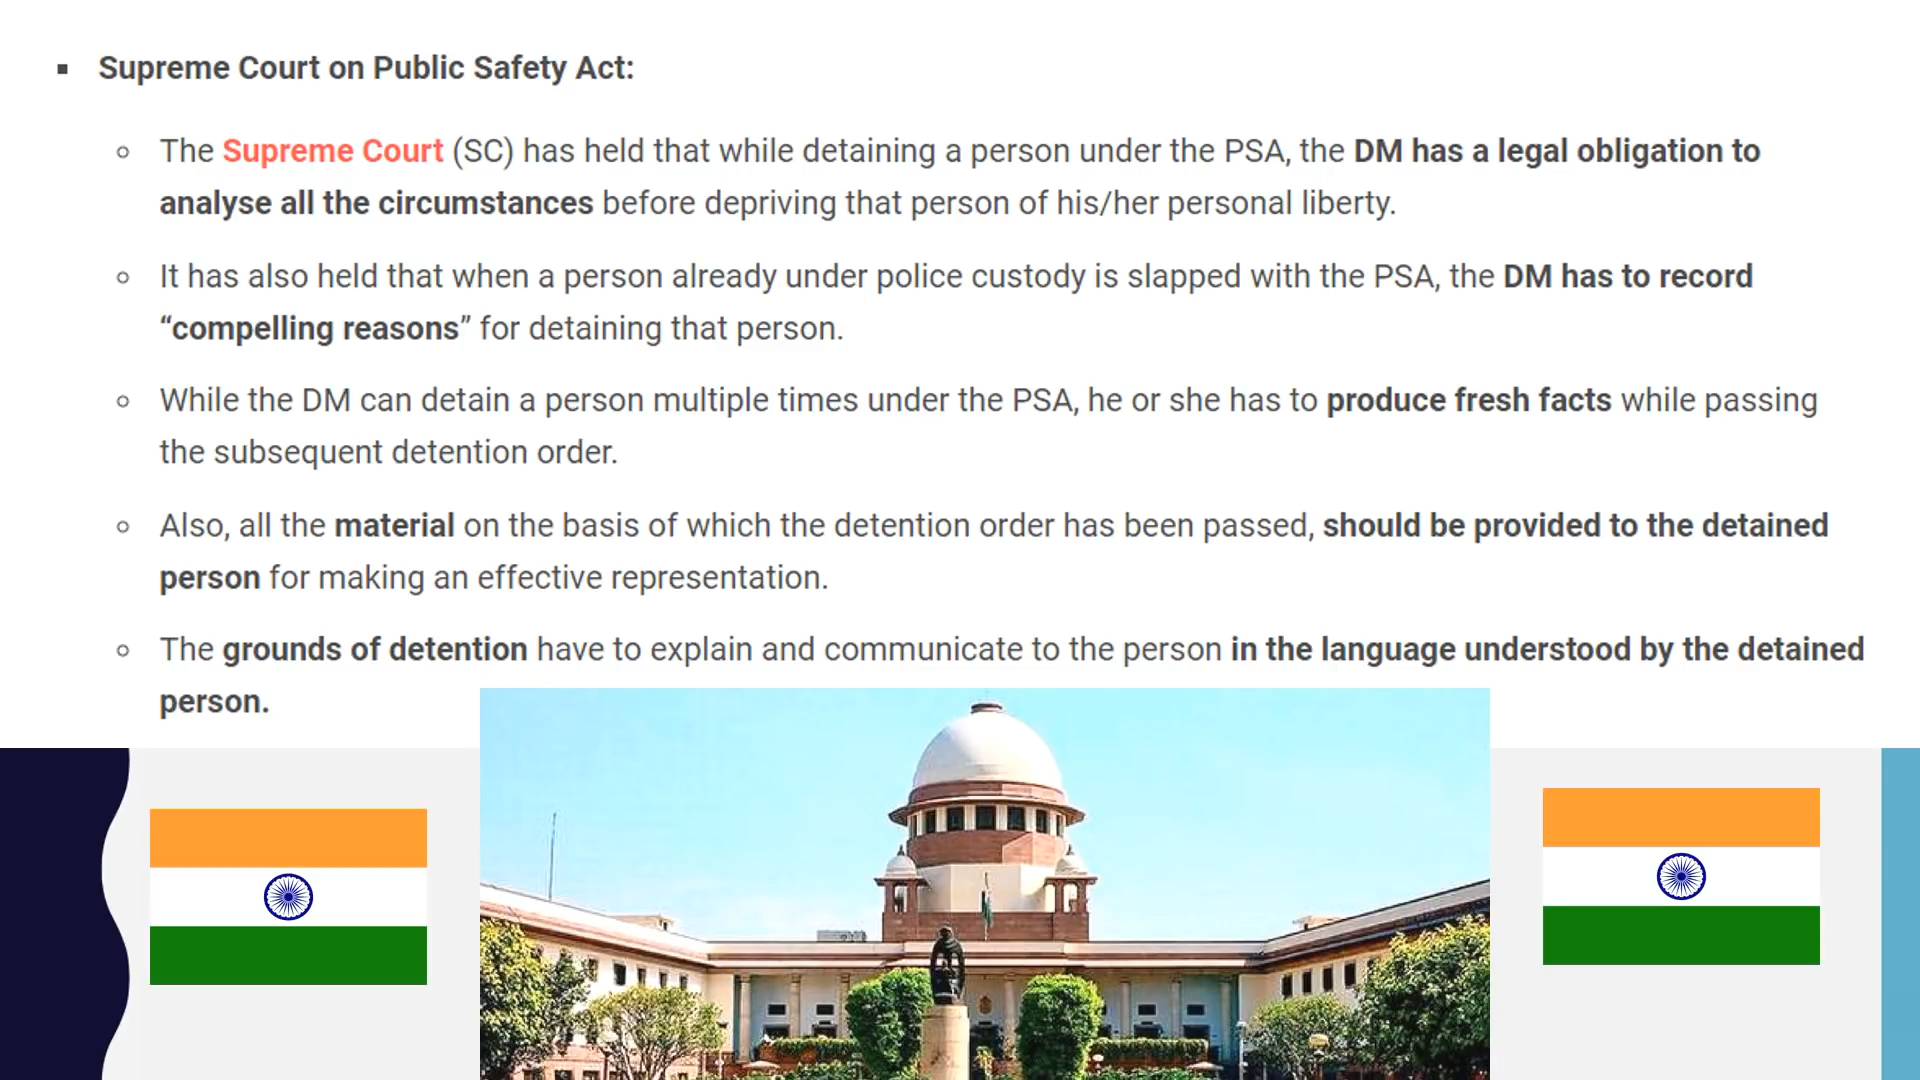 Supreme Court on Public Safety Act:
The Supreme Court (SC) has held that while detaining a person under the PSA, the DM has a legal obligation to
analyse all the circumstances before depriving that person of his/her personal liberty.
It has also held that when a person already under police custody is slapped with the PSA, the DM has to record
“compelling reasons” for detaining that person.
While the DM can detain a person multiple times under the PSA, he or she has to produce fresh facts while passing
the subsequent detention order.
Also, all the material on the basis of which the detention order has been passed, should be provided to the detained
person for making an effective representation.
The grounds of detention have to explain and communicate to the person in the language understood by the detained
person.